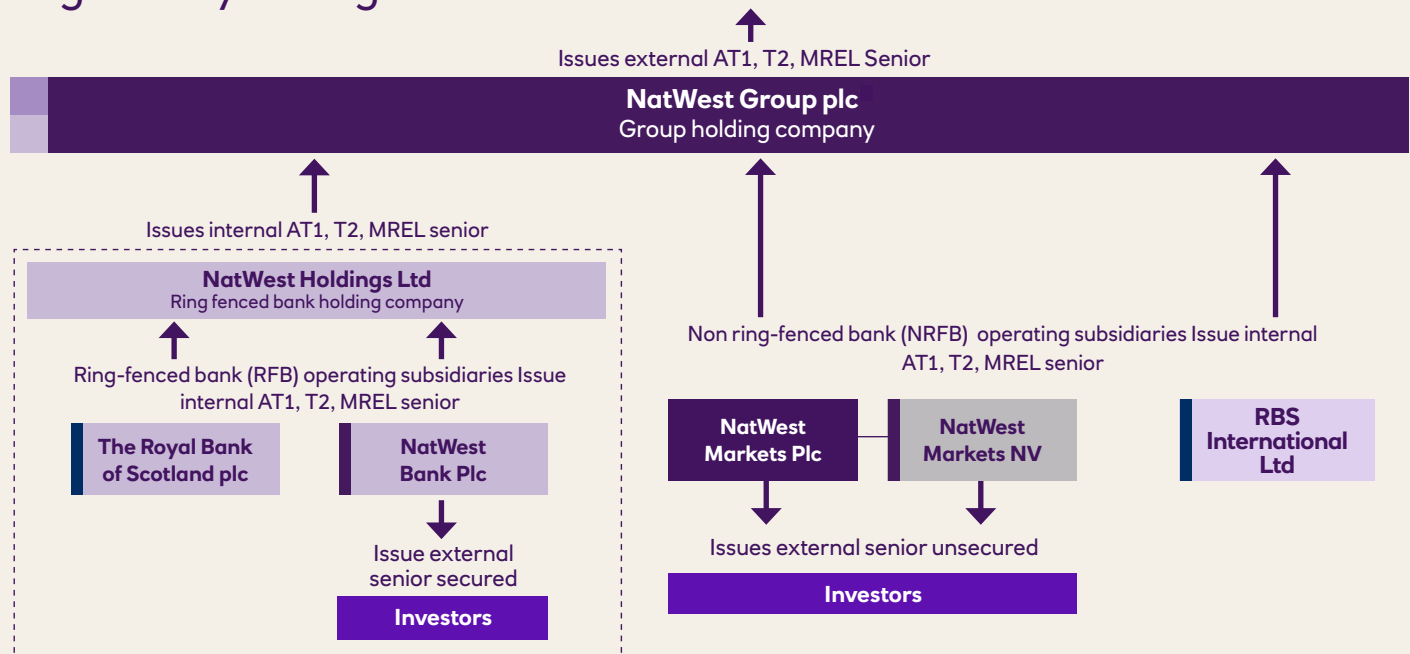 Issues external AT1, T2, MREL Senior
NatWest Group plc
Group holding company
Issues internal AT1, T2, MREL senior
NatWest Holdings Ltd
Ring fenced bank holding company
Ring-fenced bank (RFB) operating subsidiaries Issue
internal AT1, T2, MREL senior
The Royal Bank
of Scotland plc
NatWest
Bank Plc
Issue external
senior secured
Investors
Non ring-fenced bank (NRFB) operating subsidiaries Issue internal
AT1, T2, MREL senior
NatWest
Markets Plc
NatWest
Markets NV
RBS
International
Ltd
Issues external senior unsecured
Investors